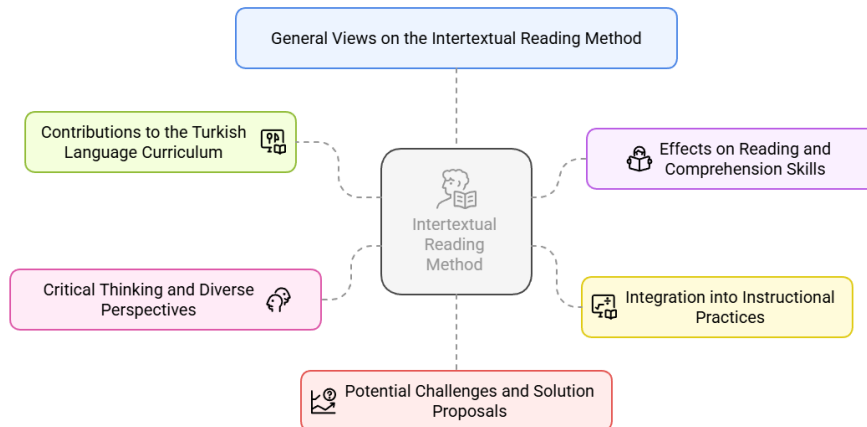 General Views on the Intertextual Reading Method
Contributions to the Turkish
Language Curriculum
Effects on Reading and
Comprehension Skills
Intertextual
Reading
Method
Critical Thinking and Diverse
Perspectives
Integration into Instructional
Practices
Potential Challenges and Solution
Proposals